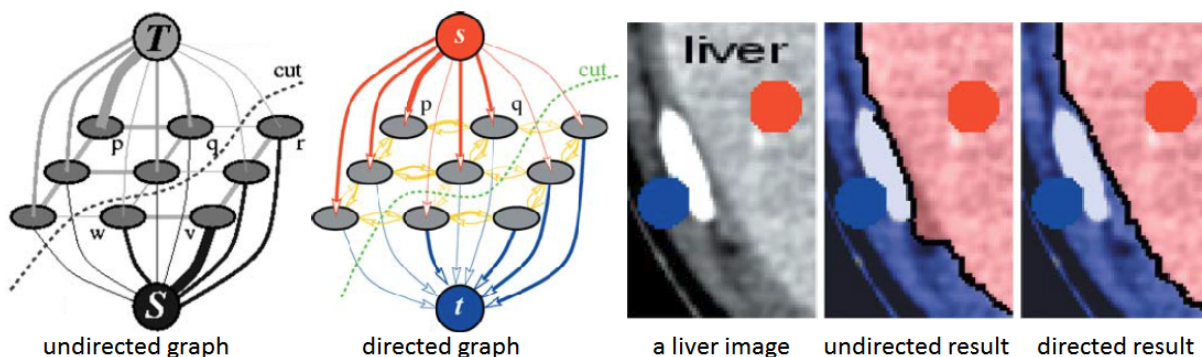 T
cut
p
q
r
w
v
S
undirected graph
s
cut
p
q
t
directed graph
liver
a liver image
undirected result
directed result